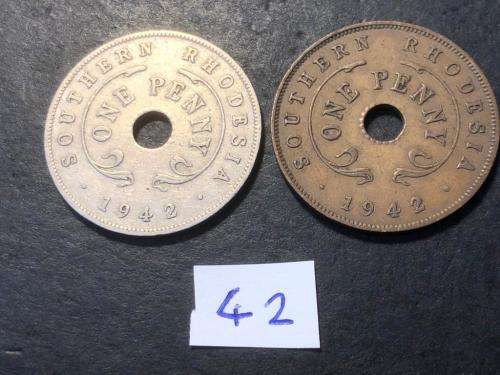 SOUTHERN RHODESIA
ONE PENNY
· 1942 ·
SOUTHERN RHODESIA
ONE PENNY
· 1942 ·
42